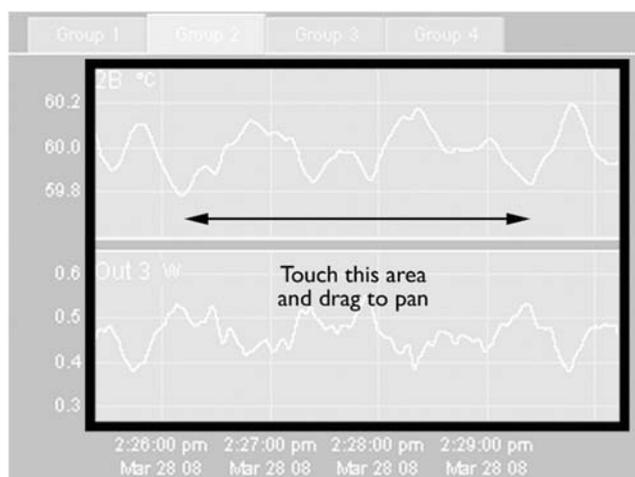 Group 1 Group 2 Group 3 Group 4
2B °C
60.2
60.0
59.8
Out 3 W
0.6
0.5
0.4
0.3
Touch this area
and drag to pan
2:26:00 pm 2:27:00 pm 2:28:00 pm 2:29:00 pm
Mar 28 08 Mar 28 08 Mar 28 08 Mar 28 08